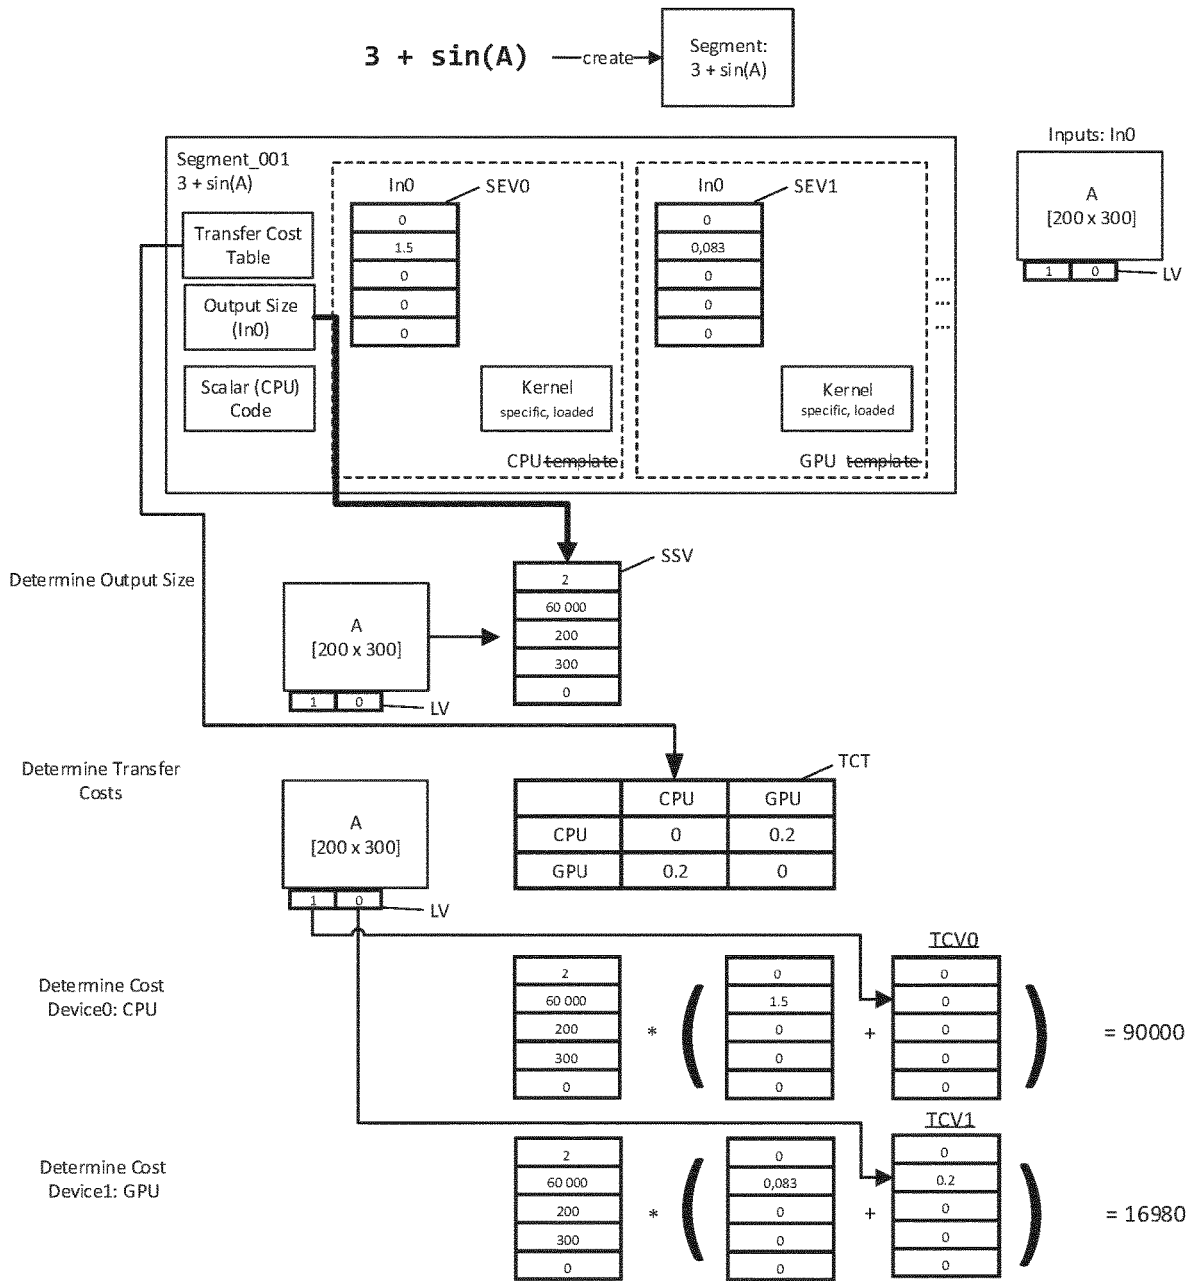 3 + sin(A)
create
Segment:
3 + sin(A)
Segment_001
3 + sin(A)
Transfer Cost
Table
Output Size
(In0)
Scalar (CPU)
Code
In0
SEV0
0
1.5
0
0
0
Kernel
specific, loaded
CPU template
In0
SEV1
0
0,083
0
0
0
Kernel
specific, loaded
GPU template
...
...
...
Inputs: In0
A
[200 x 300]
1 0
LV
Determine Output Size
A
[200 x 300]
1 0
LV
SSV
2
60 000
200
300
0
Determine Transfer
Costs
A
[200 x 300]
1 0
LV
TCT
CPU GPU
CPU 0 0.2
GPU 0.2 0
Determine Cost
Device0: CPU
TCV0
2 0 0
60 000 1.5 0
200 * ( 0 + 0 ) = 90000
300 0 0
0 0 0
Determine Cost
Device1: GPU
TCV1
2 0 0
60 000 0,083 0.2
200 * ( 0 + 0 ) = 16980
300 0 0
0 0 0